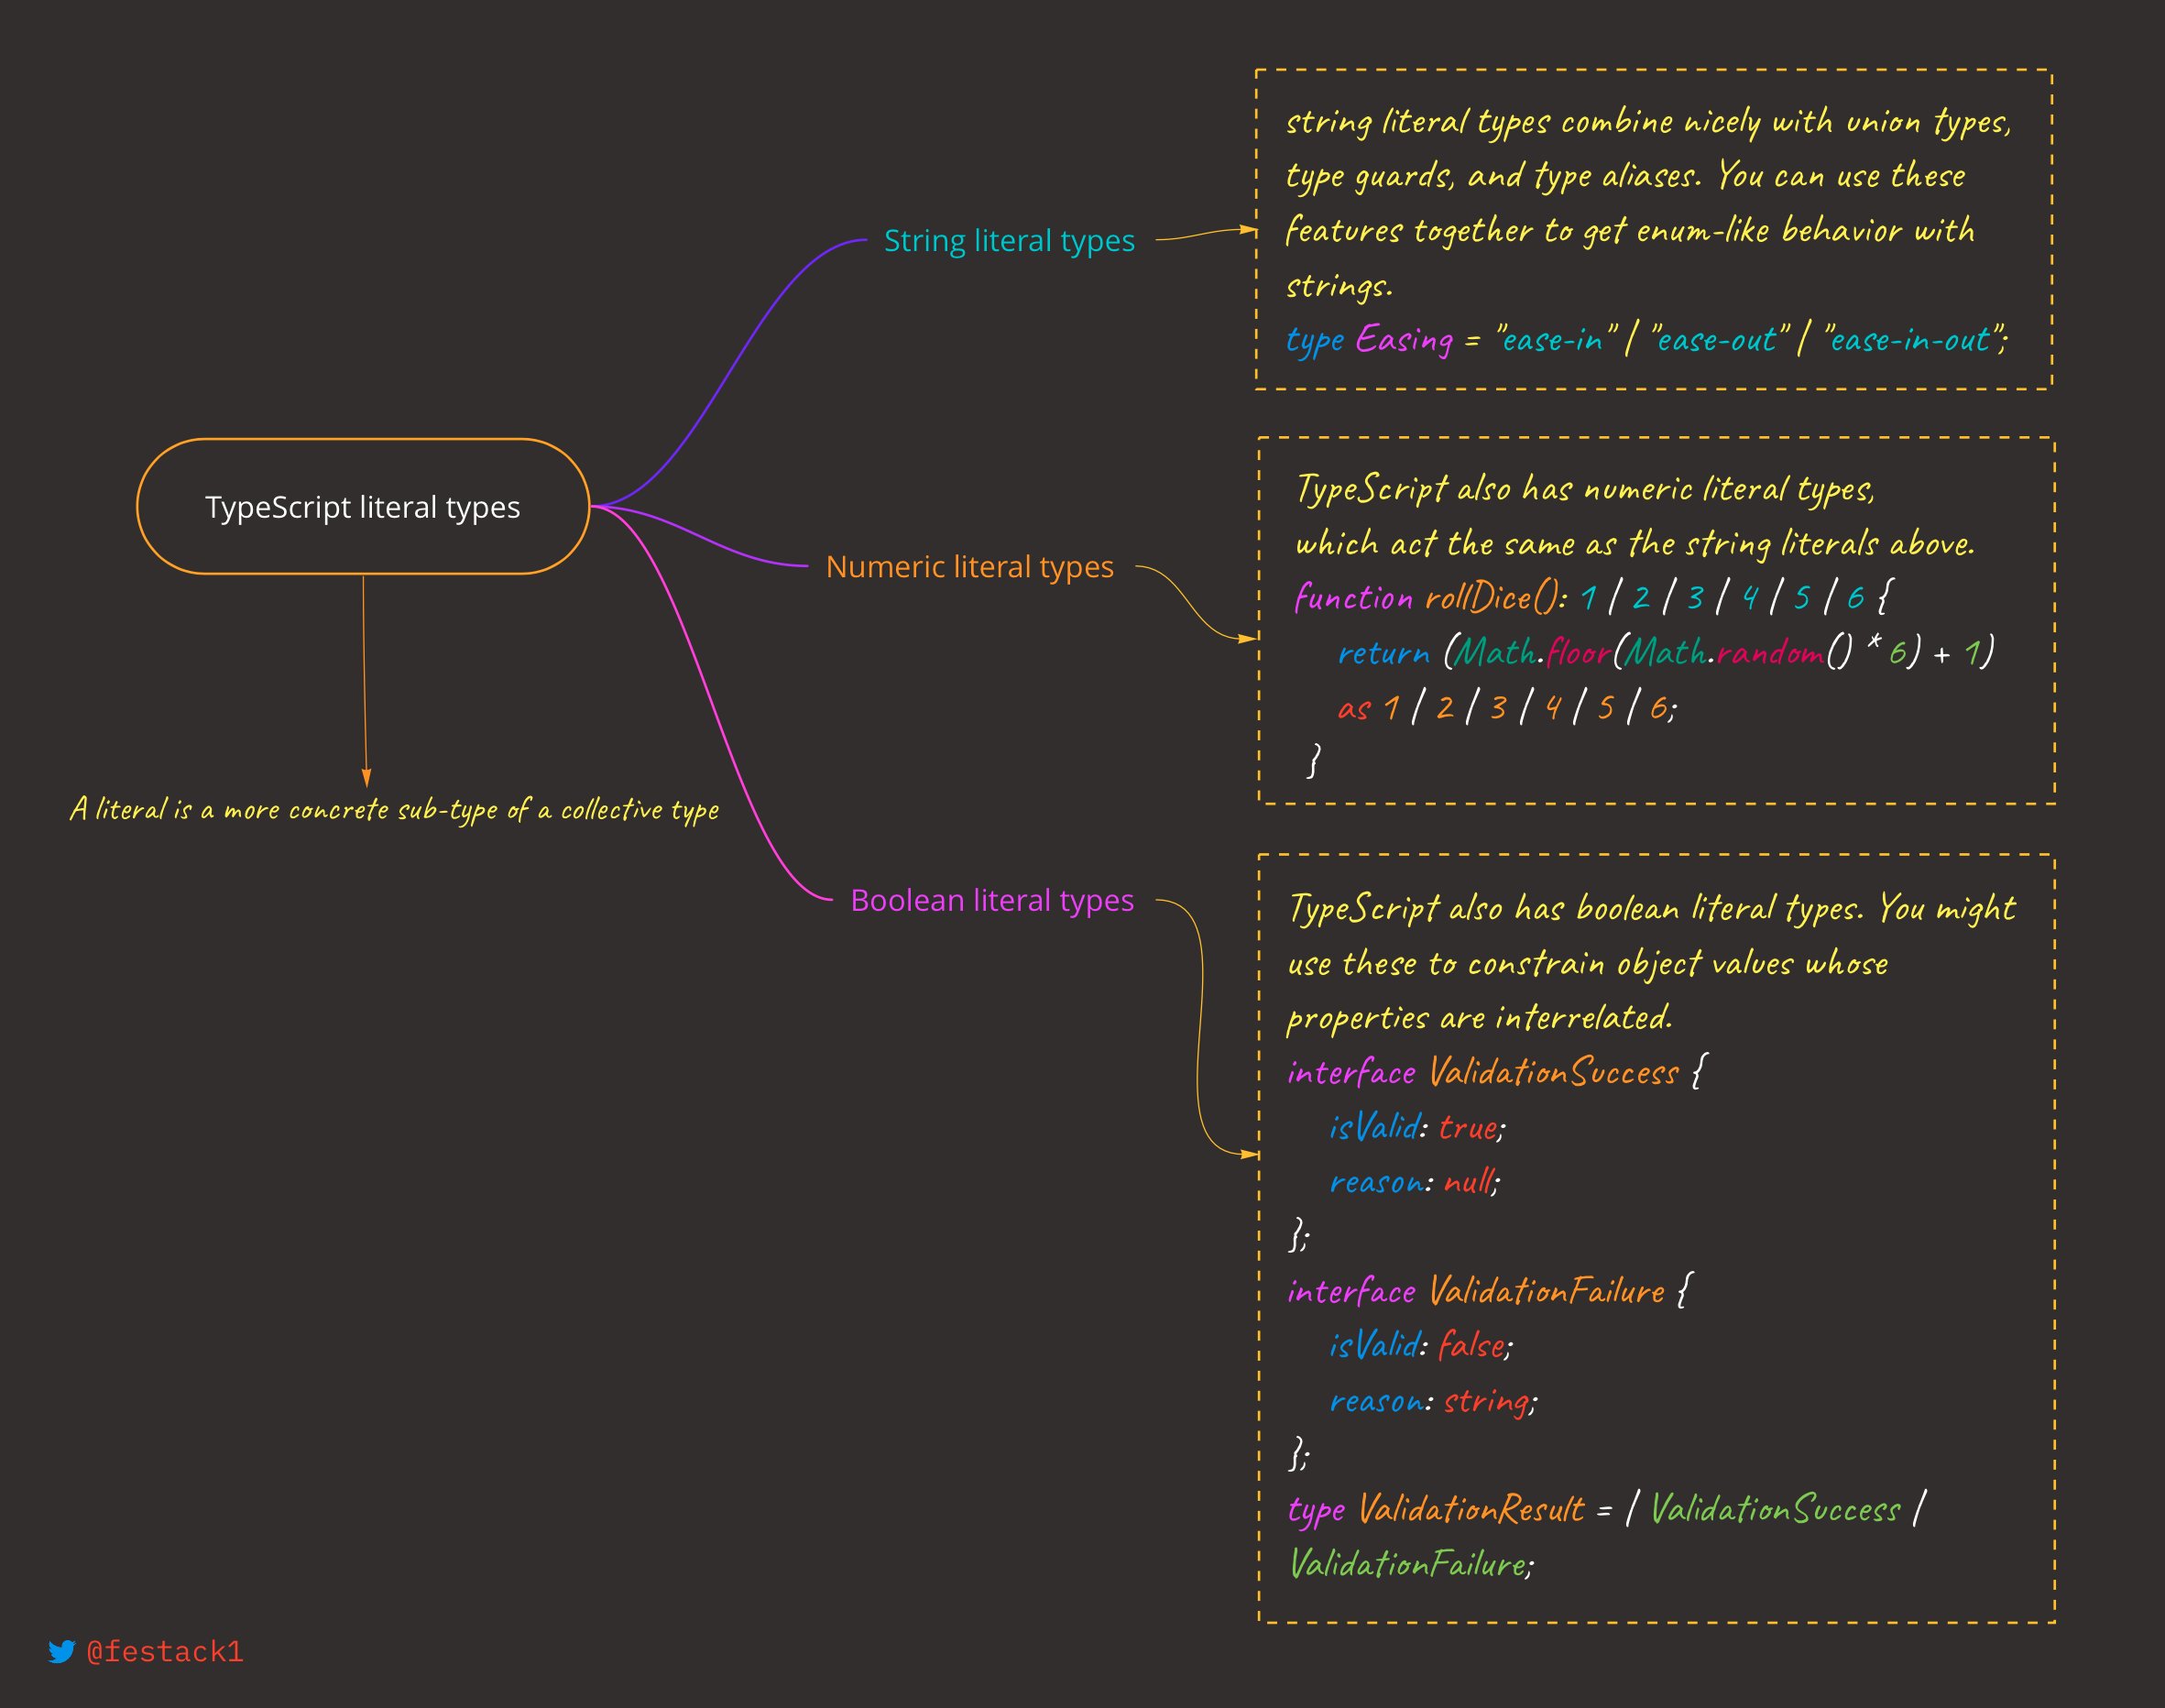 TypeScript literal types
A literal is a more concrete sub-type of a collective type
String literal types
string literal types combine nicely with union types,
type guards, and type aliases. You can use these
features together to get enum-like behavior with
strings.
type Easing = "ease-in" | "ease-out" | "ease-in-out";
Numeric literal types
TypeScript also has numeric literal types,
which act the same as the string literals above.
function rollDice(): 1 | 2 | 3 | 4 | 5 | 6 {
return (Math.floor(Math.random() * 6) + 1)
as 1 | 2 | 3 | 4 | 5 | 6;
}
Boolean literal types
TypeScript also has boolean literal types. You might
use these to constrain object values whose
properties are interrelated.
interface ValidationSuccess {
isValid: true;
reason: null;
};
interface ValidationFailure {
isValid: false;
reason: string;
};
type ValidationResult = | ValidationSuccess |
ValidationFailure;
@festack1